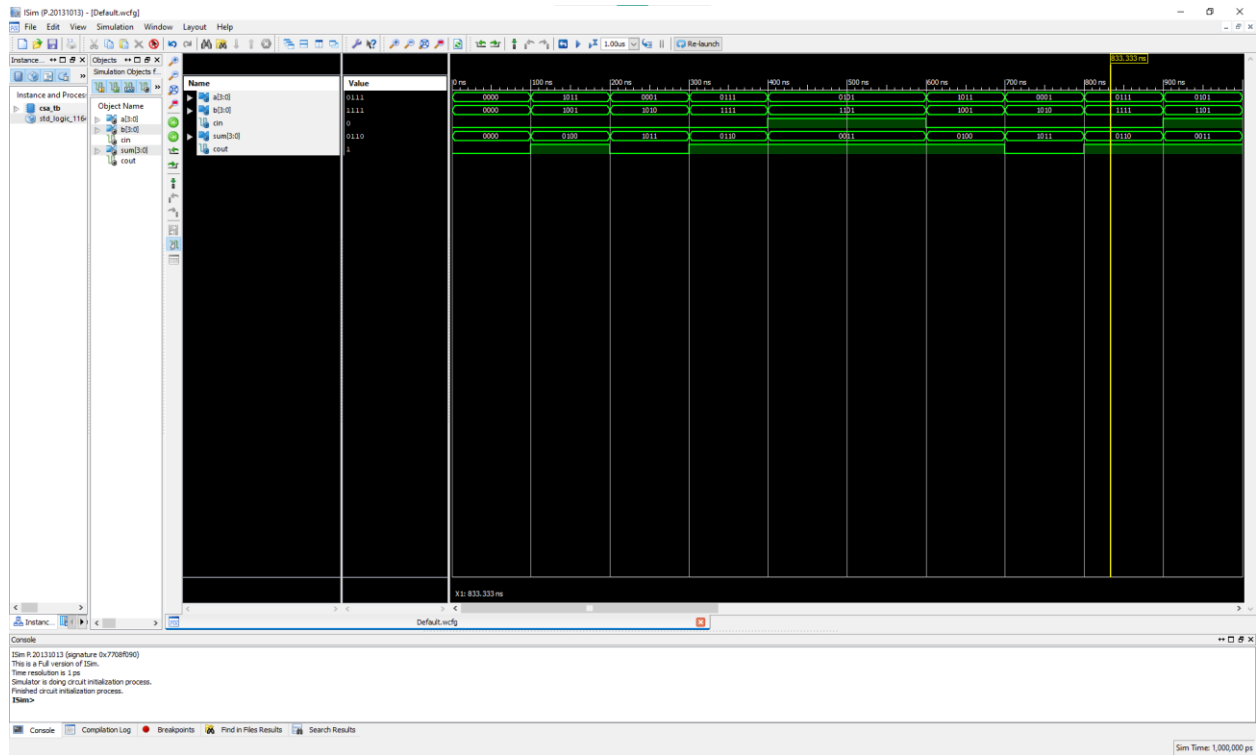 ISim (P.20131013) - [Default.wcfg]
File Edit View Simulation Window Layout Help
1.00us Re-launch
Instance... Objects
Simulation Objects f...
Instance and Proces
csa_tb
std_logic_116
Object Name
a[3:0]
b[3:0]
cin
sum[3:0]
cout
Name Value
a[3:0] 0111
b[3:0] 1111
cin 0
sum[3:0] 0110
cout 1
833.333 ns
0 ns 100 ns 200 ns 300 ns 400 ns 500 ns 600 ns 700 ns 800 ns 900 ns
0000 1011 0001 0111 0101 1011 0001 0111 0101
0000 1001 1010 1111 1101 1001 1010 1111 1101
0000 0100 1011 0110 0011 0100 1011 0110 0011
X1: 833.333 ns
Instanc...
Default.wcfg
Console
ISim P.20131013 (signature 0x7708f090)
This is a Full version of ISim.
Time resolution is 1 ps
Simulator is doing circuit initialization process.
Finished circuit initialization process.
ISim>
Console Compilation Log Breakpoints Find in Files Results Search Results
Sim Time: 1,000,000 ps